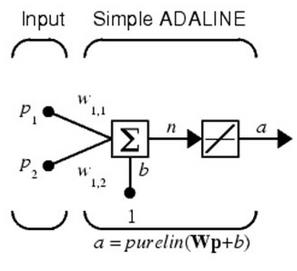 Input Simple ADALINE
p1 w1,1
Σ n a
p2 w1,2 b
1
a = purelin(Wp+b)